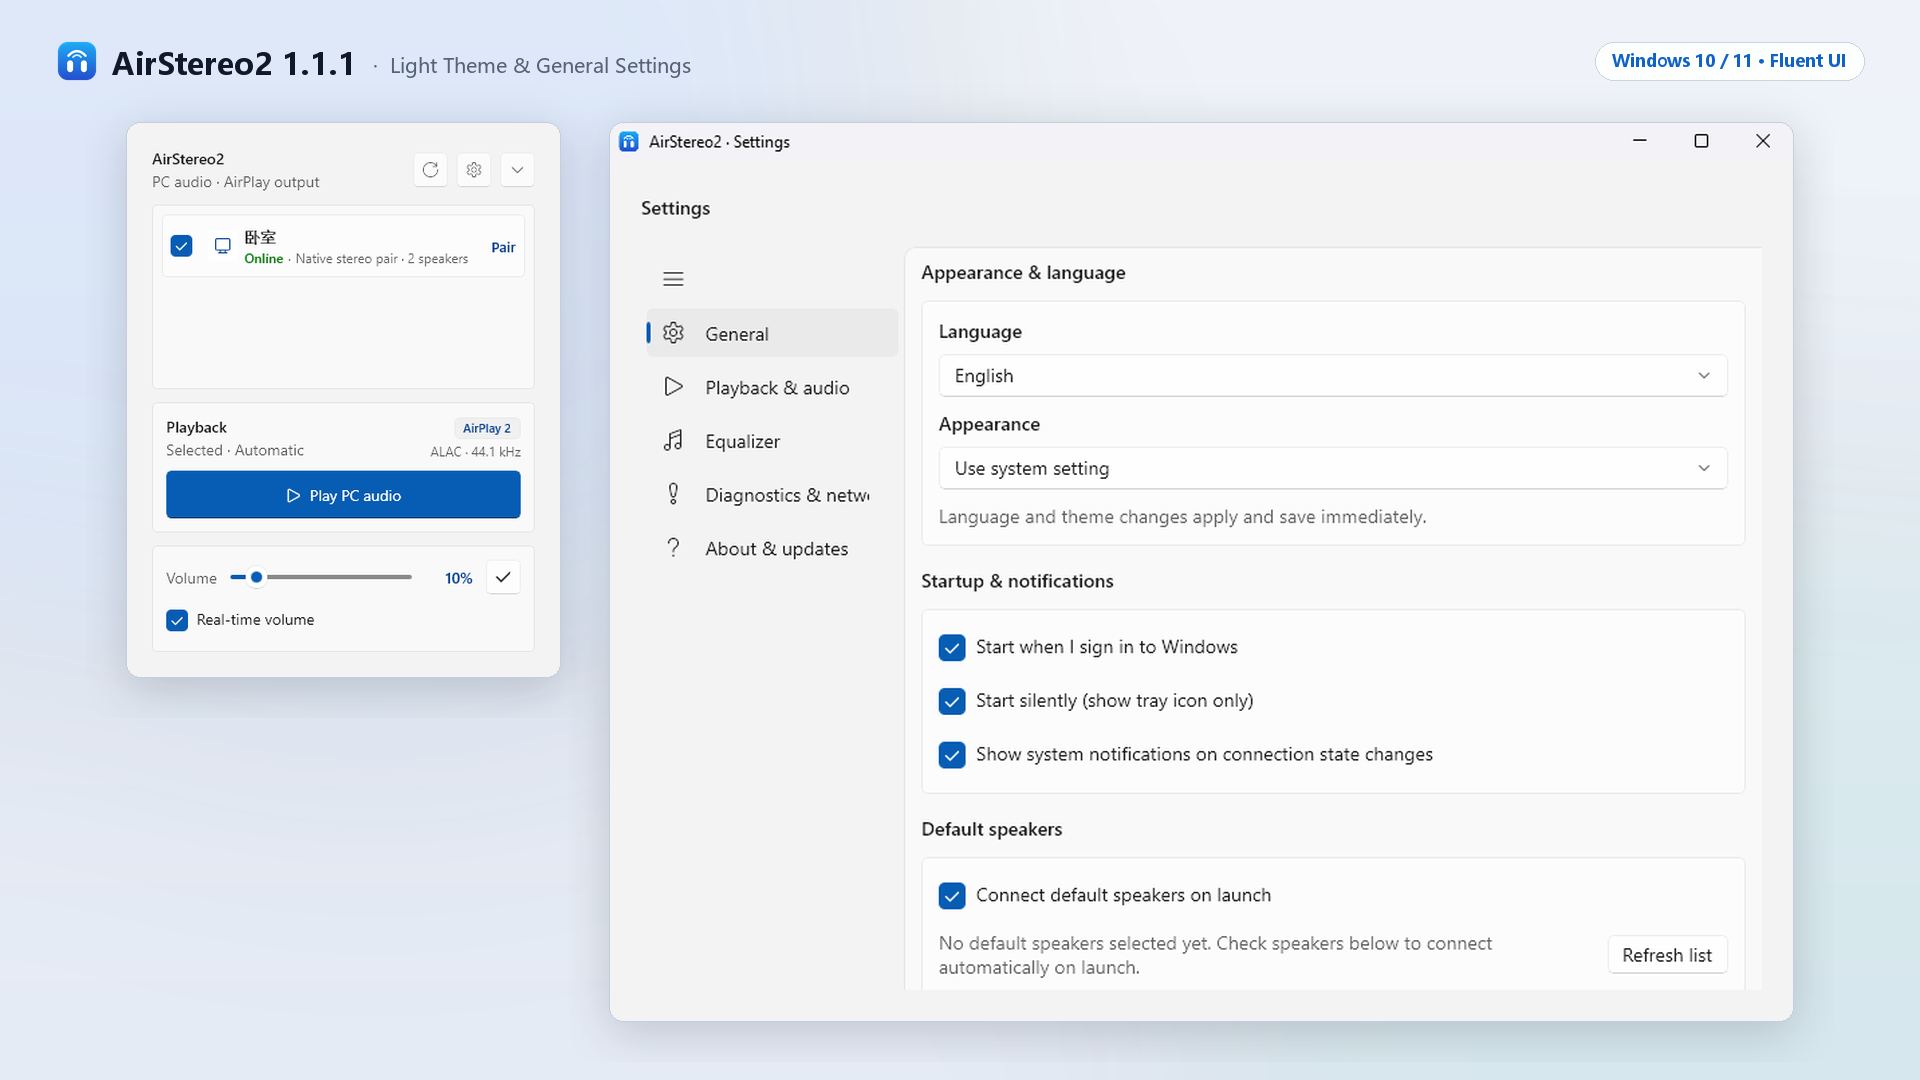 AirStereo2 1.1.1 · Light Theme & General Settings
Windows 10 / 11 • Fluent UI
AirStereo2
PC audio · AirPlay output
卧室
Online · Native stereo pair · 2 speakers
Pair
Playback
AirPlay 2
Selected · Automatic
ALAC · 44.1 kHz
Play PC audio
Volume
10%
Real-time volume
AirStereo2 · Settings
Settings
General
Playback & audio
Equalizer
Diagnostics &
About & updates
Appearance & language
Language
English
Appearance
Use system setting
Language and theme changes apply and save immediately.
Startup & notifications
Start when I sign in to Windows
Start silently (show tray icon only)
Show system notifications on connection state changes
Default speakers
Connect default speakers on launch
No default speakers selected yet. Check speakers below to connect
automatically on launch.
Refresh list